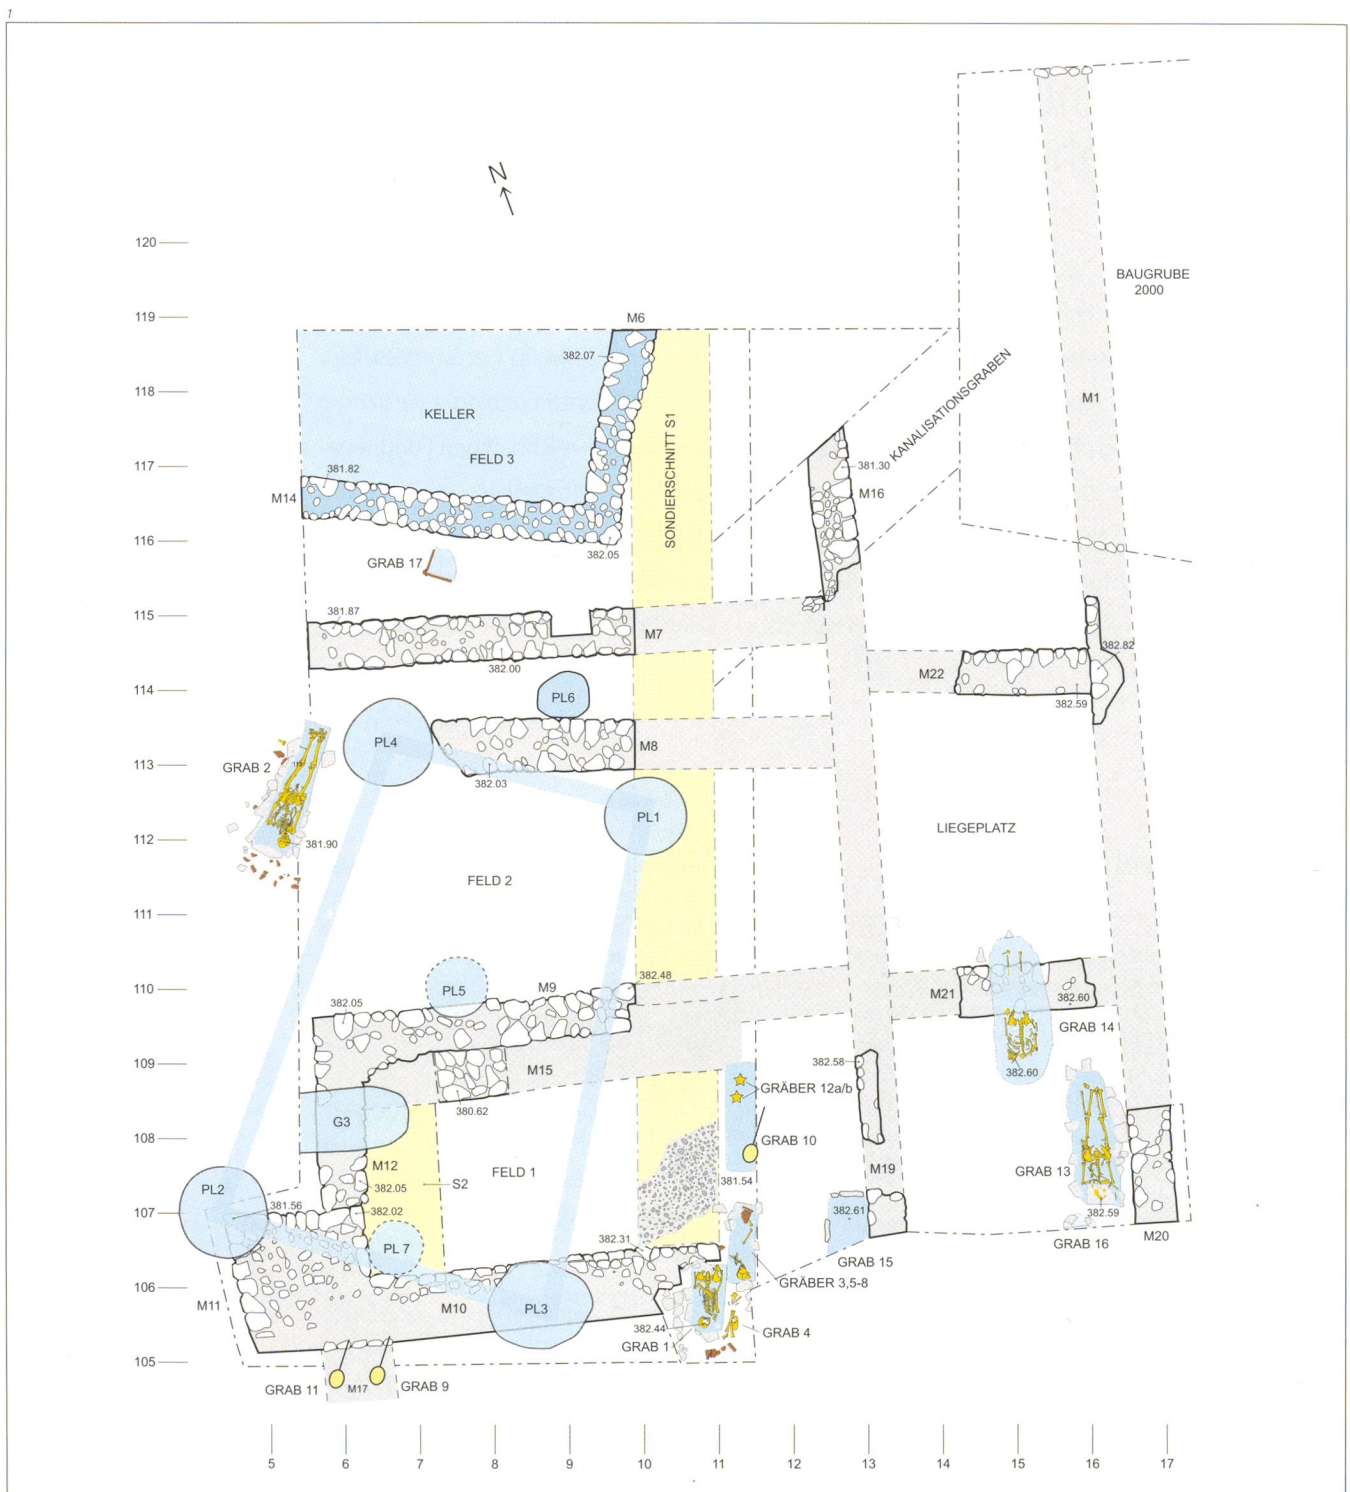 1
N
120
BAUGRUBE
2000
119
M6
382.07
118
M1
KELLER
KANALISATIONSGRABEN
SONDIERSCHNITT S1
117
FELD 3
381.82
381.30
M14
M16
116
382.05
GRAB 17
115
381.87
M7
382.00
M22
382.82
114
PL6
382.59
PL4
M8
113
GRAB 2
382.03
PL1
LIEGEPLATZ
112
381.90
FELD 2
111
382.48
110
PL5
M9
382.05
M21
382.60
GRAB 14
109
M15
382.58
382.60
GRÄBER 12a/b
380.62
G3
108
GRAB 10
M12
FELD 1
M19
GRAB 13
S2
381.54
PL2
382.05
107
381.56
382.02
382.61
382.59
M20
PL 7
382.31
GRAB 15
GRAB 16
106
GRÄBER 3,5-8
M11
M10
PL3
382.44
GRAB 4
GRAB 1
105
GRAB 11
M17
GRAB 9
5 6 7 8 9 10 11 12 13 14 15 16 17